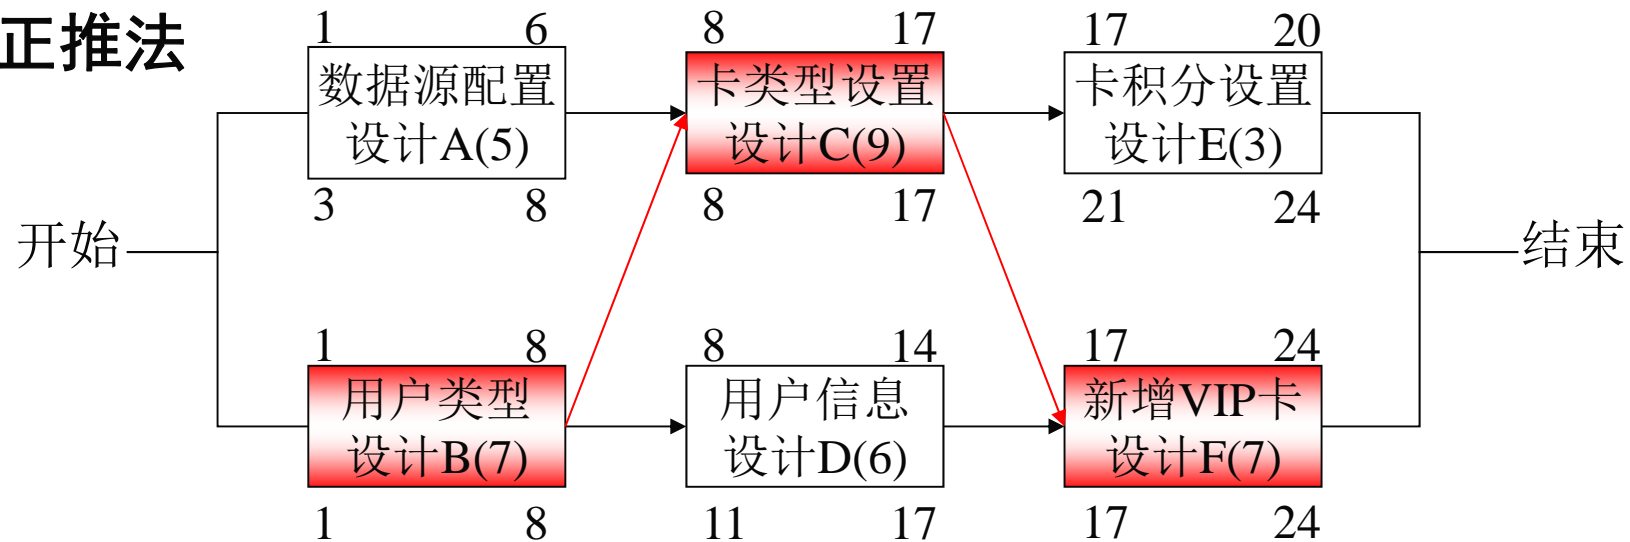 正推法
1 6 8 17 17 20
数据源配置 卡类型设置 卡积分设置
设计A(5) 设计C(9) 设计E(3)
3 8 8 17 21 24
开始 结束
1 8 8 14 17 24
用户类型 用户信息 新增VIP卡
设计B(7) 设计D(6) 设计F(7)
1 8 11 17 17 24